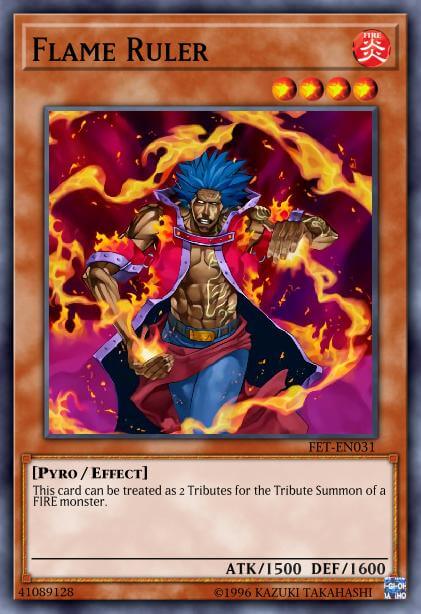 FLAME RULER
FIRE
炎
FET-EN031
[PYRO / EFFECT]
This card can be treated as 2 Tributes for the Tribute Summon of a
FIRE monster.
ATK/1500 DEF/1600
41089128
©1996 KAZUKI TAKAHASHI